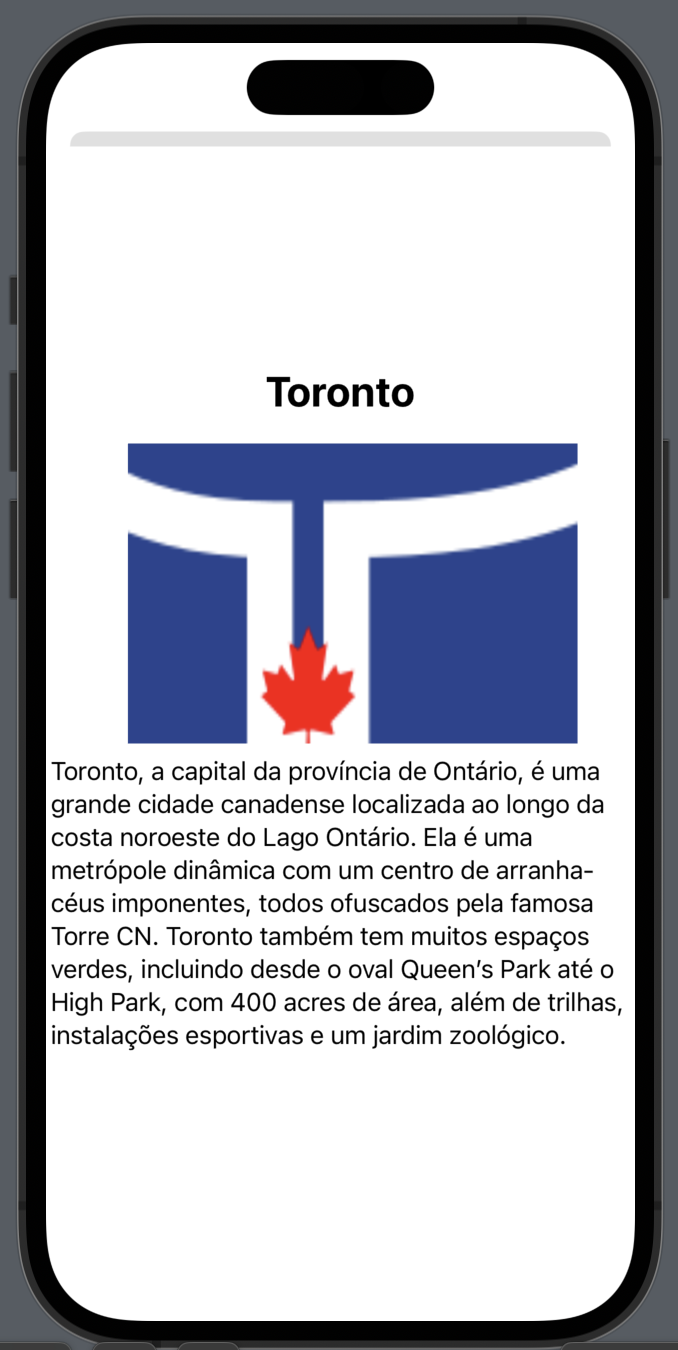 Toronto
Toronto, a capital da província de Ontário, é uma
grande cidade canadense localizada ao longo da
costa noroeste do Lago Ontário. Ela é uma
metrópole dinâmica com um centro de arranha-
céus imponentes, todos ofuscados pela famosa
Torre CN. Toronto também tem muitos espaços
verdes, incluindo desde o oval Queen’s Park até o
High Park, com 400 acres de área, além de trilhas,
instalações esportivas e um jardim zoológico.